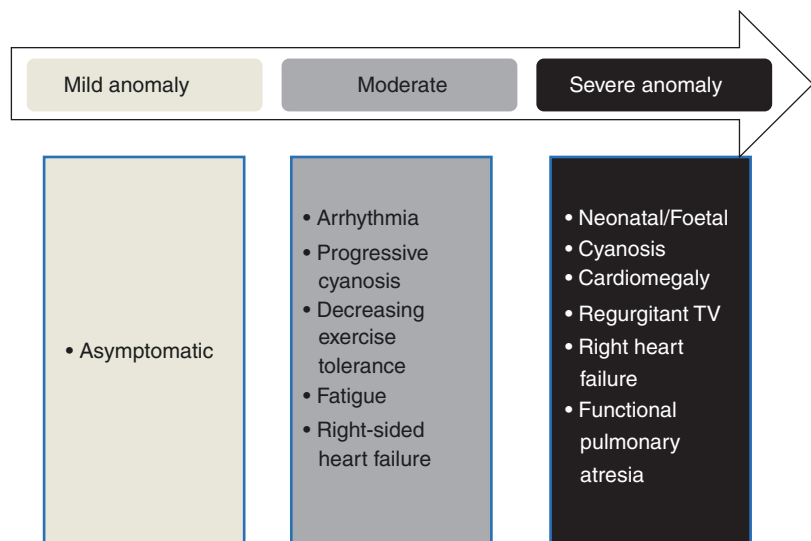 Mild anomaly
Moderate
Severe anomaly
• Asymptomatic
• Arrhythmia
• Progressive
cyanosis
• Decreasing
exercise
tolerance
• Fatigue
• Right-sided
heart failure
• Neonatal/Foetal
• Cyanosis
• Cardiomegaly
• Regurgitant TV
• Right heart
failure
• Functional
pulmonary
atresia